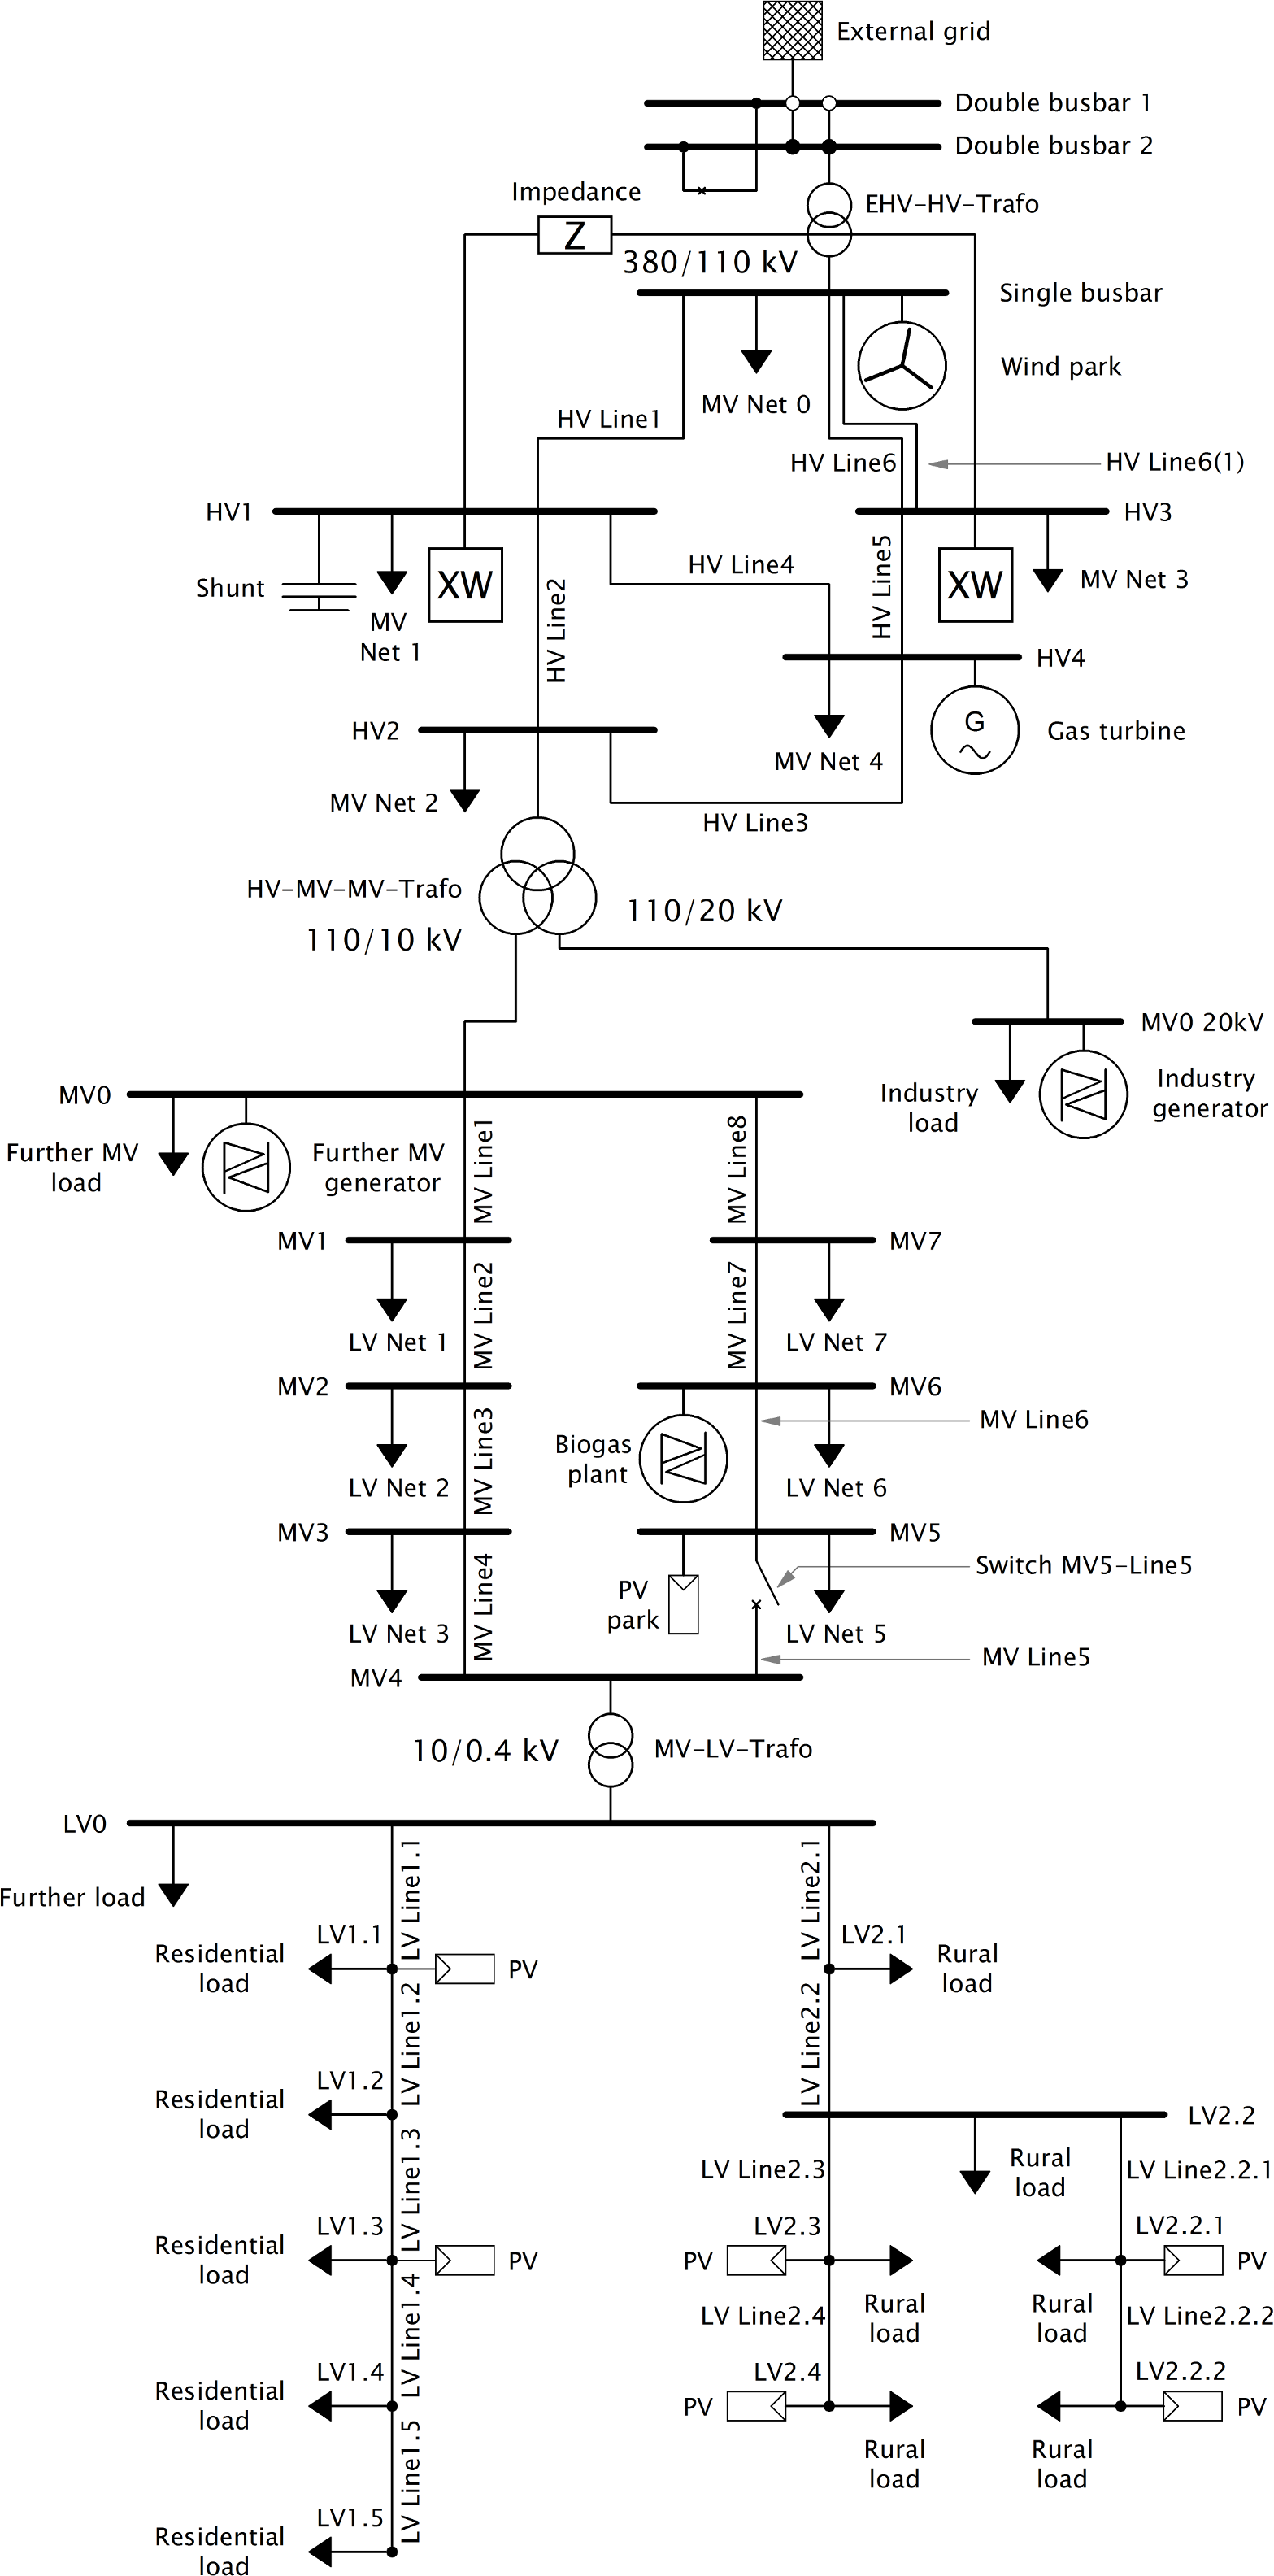 External grid
Double busbar 1
Double busbar 2
Impedance
Z
EHV-HV-Trafo
380/110 kV
Single busbar
Wind park
MV Net 0
HV Line1
HV Line6
HV Line6(1)
HV1
HV3
HV Line5
HV Line4
Shunt
XW
XW
MV Net 3
MV
Net 1
HV Line2
HV4
G
HV2
Gas turbine
MV Net 4
MV Net 2
HV Line3
HV-MV-MV-Trafo
110/20 kV
110/10 kV
MV0 20kV
MV0
Industry
load
Industry
generator
Further MV
load
Further MV
generator
MV Line1
MV Line8
MV1
MV7
MV Line2
MV Line7
LV Net 1
LV Net 7
MV2
MV6
MV Line6
MV Line3
Biogas
plant
LV Net 2
LV Net 6
MV3
MV5
Switch MV5-Line5
MV Line4
PV
park
LV Net 3
LV Net 5
MV Line5
MV4
10/0.4 kV
MV-LV-Trafo
LV0
Further load
LV Line1.1
LV Line2.1
LV1.1
LV2.1
Residential
load
PV
Rural
load
LV Line1.2
LV Line2.2
LV1.2
Residential
load
LV2.2
LV Line1.3
LV Line2.3
Rural
load
LV Line2.2.1
LV1.3
LV2.3
LV2.2.1
Residential
load
PV
PV
PV
LV Line1.4
LV Line2.4
Rural
load
Rural
load
LV Line2.2.2
LV1.4
LV2.4
LV2.2.2
Residential
load
PV
PV
LV Line1.5
Rural
load
Rural
load
LV1.5
Residential
load